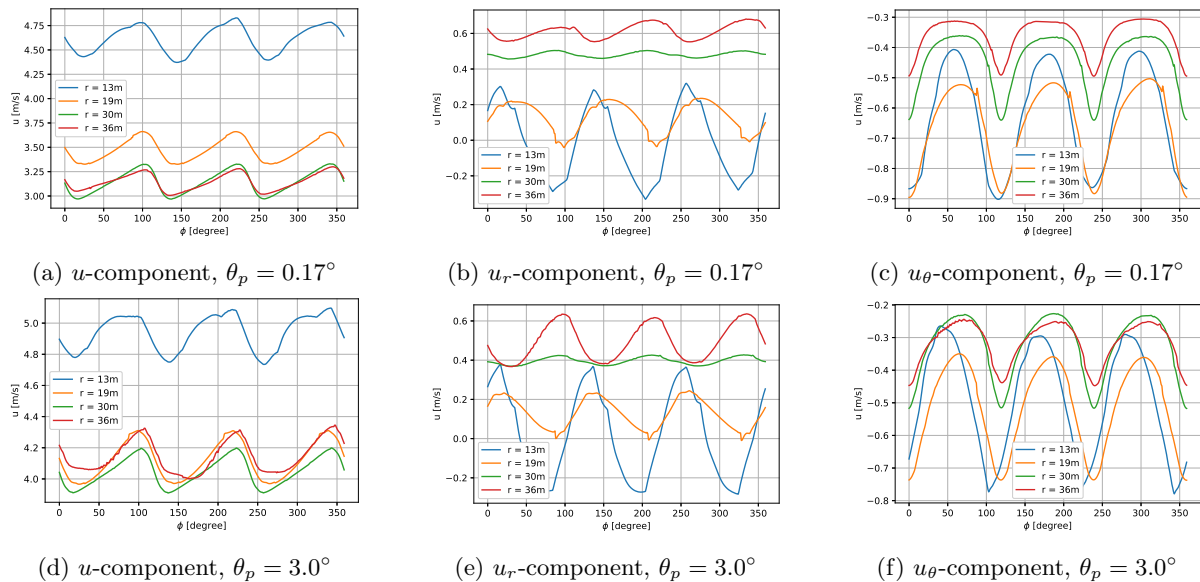 4.75
4.50
4.25
4.00
3.75
3.50
3.25
3.00
u [m/s]
r = 13m
r = 19m
r = 30m
r = 36m
0 50 100 150 200 250 300 350
ϕ [degree]
(a) u-component, θp = 0.17°
0.6
0.4
0.2
0.0
−0.2
u [m/s]
r = 13m
r = 19m
r = 30m
r = 36m
0 50 100 150 200 250 300 350
ϕ [degree]
(b) ur-component, θp = 0.17°
−0.3
−0.4
−0.5
−0.6
−0.7
−0.8
−0.9
u [m/s]
r = 13m
r = 19m
r = 30m
r = 36m
0 50 100 150 200 250 300 350
ϕ [degree]
(c) uθ-component, θp = 0.17°
5.0
4.8
4.6
4.4
4.2
4.0
u [m/s]
r = 13m
r = 19m
r = 30m
r = 36m
0 50 100 150 200 250 300 350
ϕ [degree]
(d) u-component, θp = 3.0°
0.6
0.4
0.2
0.0
−0.2
u [m/s]
r = 13m
r = 19m
r = 30m
r = 36m
0 50 100 150 200 250 300 350
ϕ [degree]
(e) ur-component, θp = 3.0°
−0.2
−0.3
−0.4
−0.5
−0.6
−0.7
−0.8
u [m/s]
r = 13m
r = 19m
r = 30m
r = 36m
0 50 100 150 200 250 300 350
ϕ [degree]
(f) uθ-component, θp = 3.0°